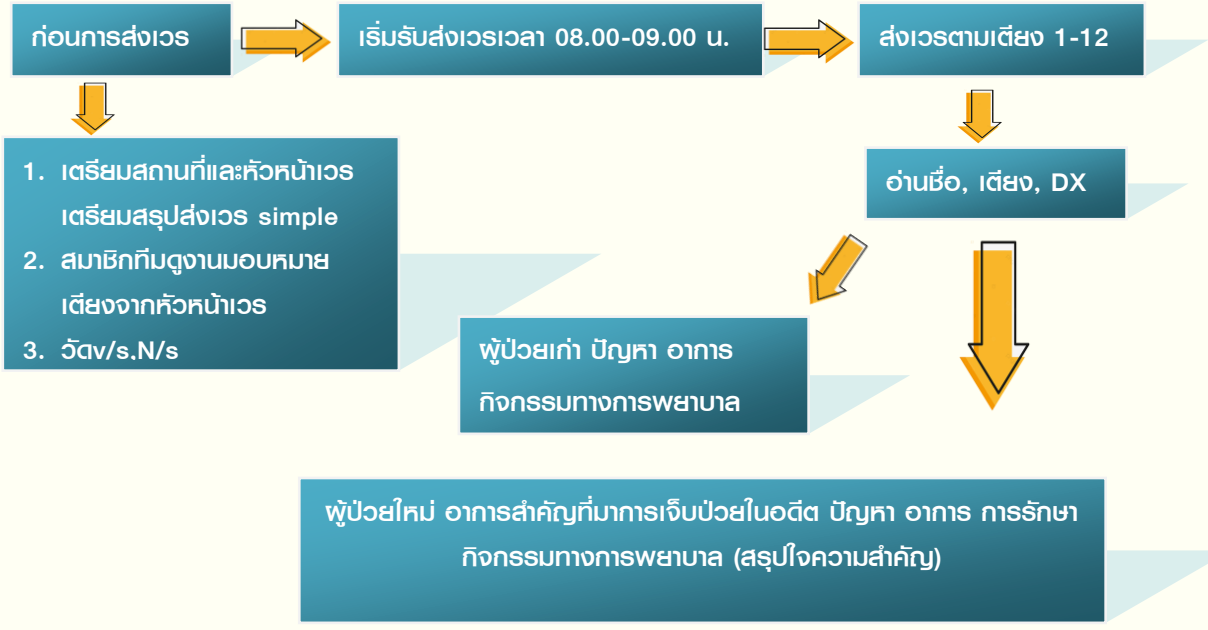 ก่อนการส่งเวร
เริ่มรับส่งเวรเวลา 08.00-09.00 น.
ส่งเวรตามเตียง 1-12
1. เตรียมสถานที่และหัวหน้าเวร
เตรียมสรุปส่งเวร simple
2. สมาชิกทีมดูงานมอบหมาย
เตียงจากหัวหน้าเวร
3. วัดv/s,N/s
อ่านชื่อ, เตียง, DX
ผู้ป่วยเก่า ปัญหา อาการ
กิจกรรมทางการพยาบาล
ผู้ป่วยใหม่ อาการสำคัญที่มาการเจ็บป่วยในอดีต ปัญหา อาการ การรักษา
กิจกรรมทางการพยาบาล (สรุปใจความสำคัญ)